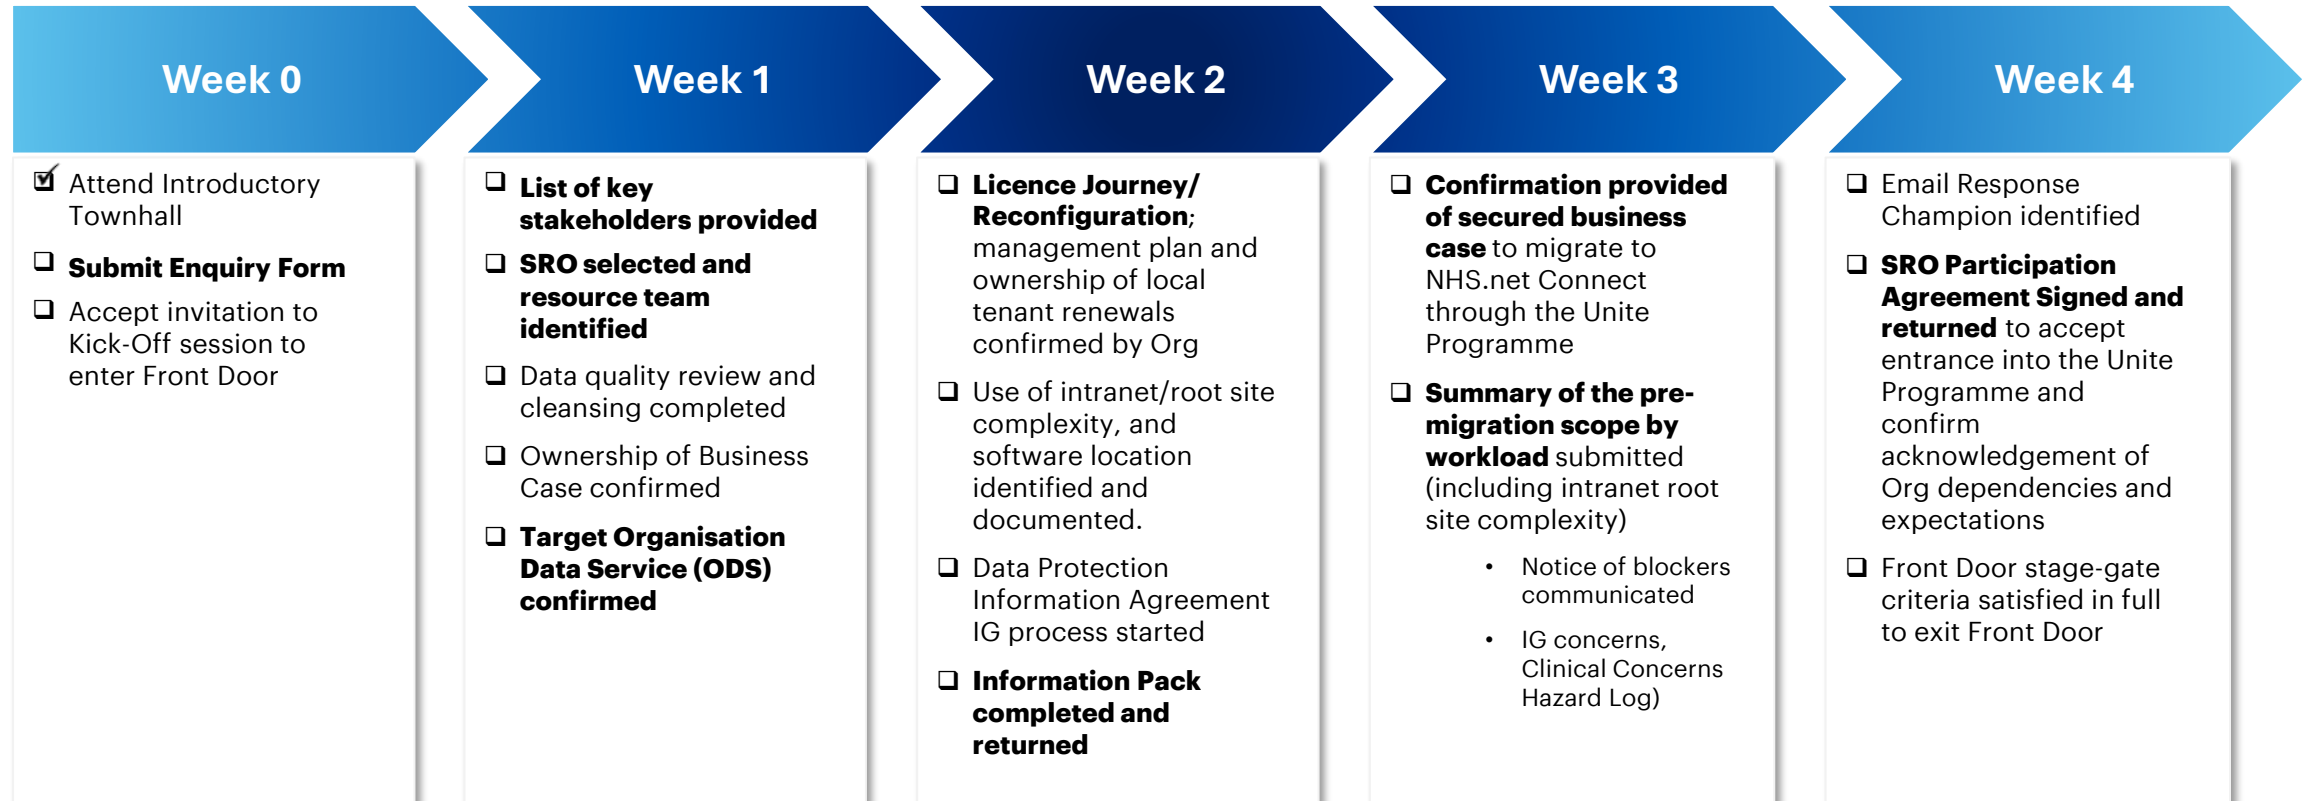 Week 0
Week 1
Week 2
Week 3
Week 4
Attend Introductory
Townhall
Submit Enquiry Form
Accept invitation to
Kick-Off session to
enter Front Door
List of key
stakeholders provided
SRO selected and
resource team
identified
Data quality review and
cleansing completed
Ownership of Business
Case confirmed
Target Organisation
Data Service (ODS)
confirmed
Licence Journey/
Reconfiguration;
management plan and
ownership of local
tenant renewals
confirmed by Org
Use of intranet/root site
complexity, and
software location
identified and
documented.
Data Protection
Information Agreement
IG process started
Information Pack
completed and
returned
Confirmation provided
of secured business
case to migrate to
NHS.net Connect
through the Unite
Programme
Summary of the pre-
migration scope by
workload submitted
(including intranet root
site complexity)
• Notice of blockers
communicated
• IG concerns,
Clinical Concerns
Hazard Log)
Email Response
Champion identified
SRO Participation
Agreement Signed and
returned to accept
entrance into the Unite
Programme and
confirm
acknowledgement of
Org dependencies and
expectations
Front Door stage-gate
criteria satisfied in full
to exit Front Door